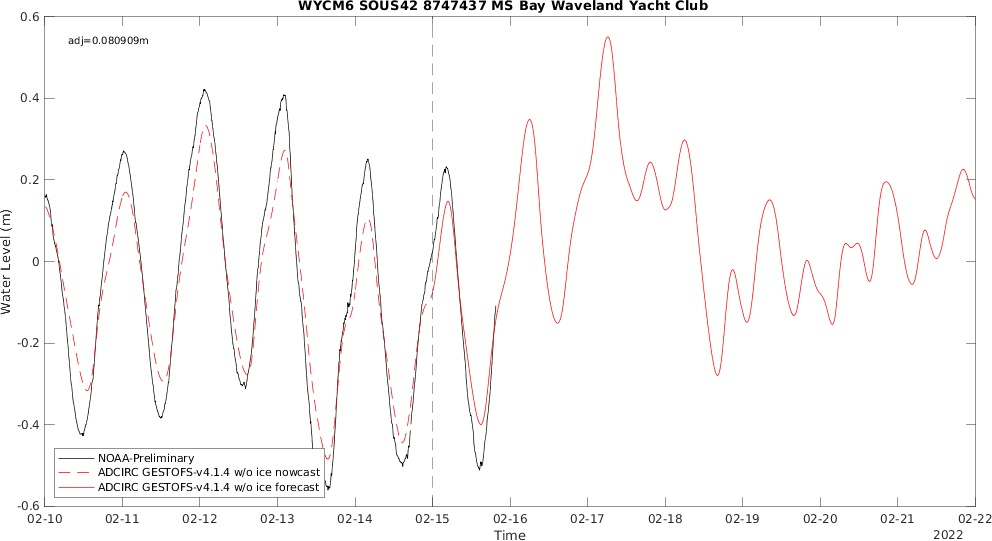 WYCM6 SOUS42 8747437 MS Bay Waveland Yacht Club
adj=0.080909m
0.6
0.4
0.2
0
-0.2
-0.4
-0.6
Water Level (m)
NOAA-Preliminary
ADCIRC GESTOFS-v4.1.4 w/o ice nowcast
ADCIRC GESTOFS-v4.1.4 w/o ice forecast
02-10 02-11 02-12 02-13 02-14 02-15 02-16 02-17 02-18 02-19 02-20 02-21 02-22
Time
2022